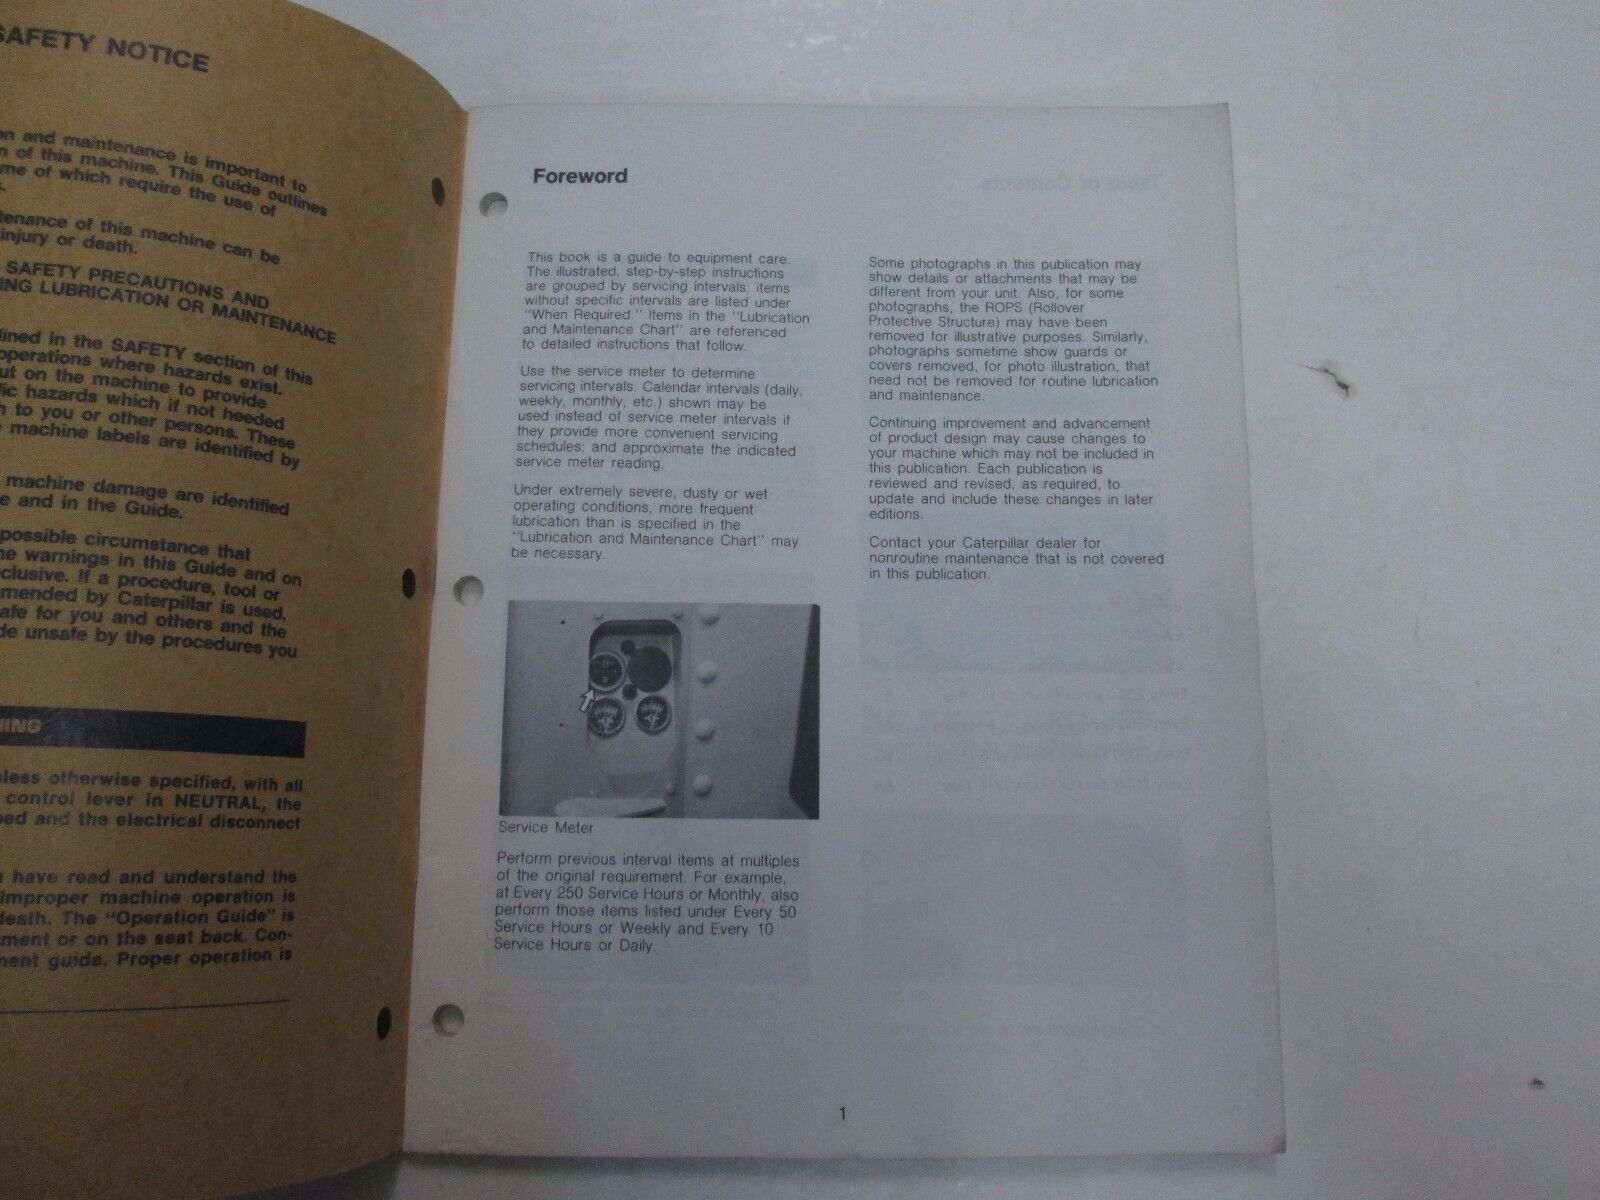 SAFETY NOTICE
and maintenance is important to
of this machine. This Guide outlines
of which require the use of
of this machine can be
injury or death.
SAFETY PRECAUTIONS AND
LUBRICATION OR MAINTENANCE
in the SAFETY section of this
operations where hazards exist.
on the machine to provide
hazards which if not heeded
to you or other persons. These
machine labels are identified by
machine damage are identified
and in the Guide.
possible circumstance that
warnings in this Guide and on
If a procedure, tool or
by Caterpillar is used,
for you and others and the
unsafe by the procedures you
otherwise specified, with all
control lever in NEUTRAL, the
and the electrical disconnect
have read and understand the
improper machine operation is
death. The "Operation Guide" is
or on the seat back. Con-
guide. Proper operation is
Foreword
This book is a guide to equipment care.
The illustrated, step-by-step instructions
are grouped by servicing intervals; items
without specific intervals are listed under
"When Required." Items in the "Lubrication
and Maintenance Chart" are referenced
to detailed instructions that follow.
Use the service meter to determine
servicing intervals. Calendar intervals (daily,
weekly, monthly, etc.) shown may be
used instead of service meter intervals if
they provide more convenient servicing
schedules; and approximate the indicated
service meter reading.
Under extremely severe, dusty or wet
operating conditions, more frequent
lubrication than is specified in the
"Lubrication and Maintenance Chart" may
be necessary.
Service Meter
Perform previous interval items at multiples
of the original requirement. For example,
at Every 250 Service Hours or Monthly, also
perform those items listed under Every 50
Service Hours or Weekly and Every 10
Service Hours or Daily.
Some photographs in this publication may
show details or attachments that may be
different from your unit. Also, for some
photographs, the ROPS (Rollover
Protective Structure) may have been
removed for illustrative purposes. Similarly,
photographs sometime show guards or
covers removed, for photo illustration, that
need not be removed for routine lubrication
and maintenance.
Continuing improvement and advancement
of product design may cause changes to
your machine which may not be included in
this publication. Each publication is
reviewed and revised, as required, to
update and include these changes in later
editions.
Contact your Caterpillar dealer for
nonroutine maintenance that is not covered
in this publication.
1